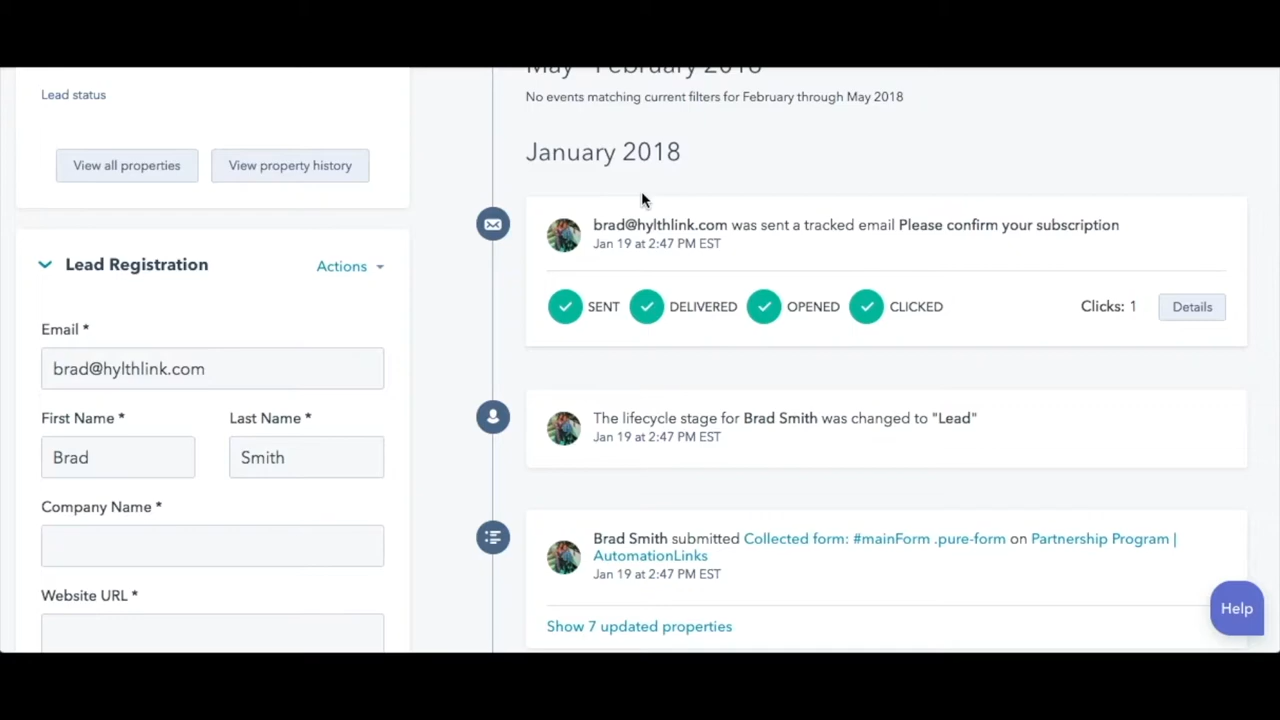 May - February 2018
Lead status
No events matching current filters for February through May 2018
January 2018
View all properties
View property history
brad@hylthlink.com was sent a tracked email Please confirm your subscription
Jan 19 at 2:47 PM EST
Lead Registration
Actions
SENT
DELIVERED
OPENED
CLICKED
Clicks: 1
Details
Email *
brad@hylthlink.com
First Name *
Last Name *
Brad
Smith
The lifecycle stage for Brad Smith was changed to "Lead"
Jan 19 at 2:47 PM EST
Company Name *
Brad Smith submitted Collected form: #mainForm .pure-form on Partnership Program |
AutomationLinks
Jan 19 at 2:47 PM EST
Website URL *
Show 7 updated properties
Help